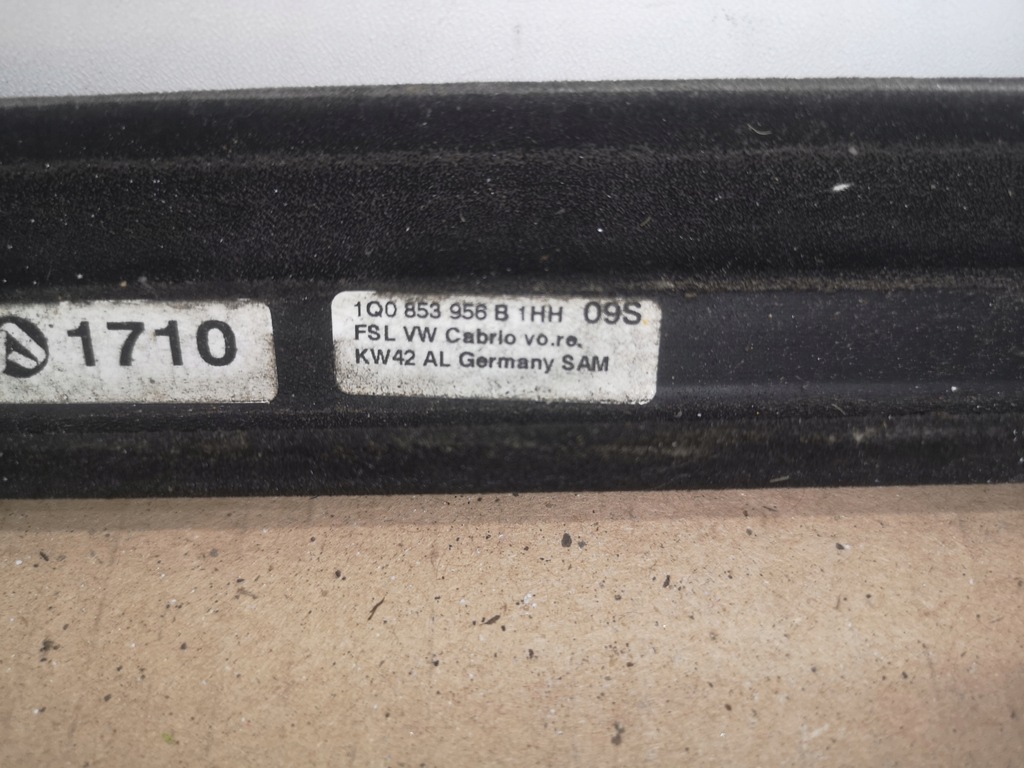 1710
1Q0 853 956 B 1HH 09S
FSL VW Cabrio vo.re.
KW42 AL Germany SAM